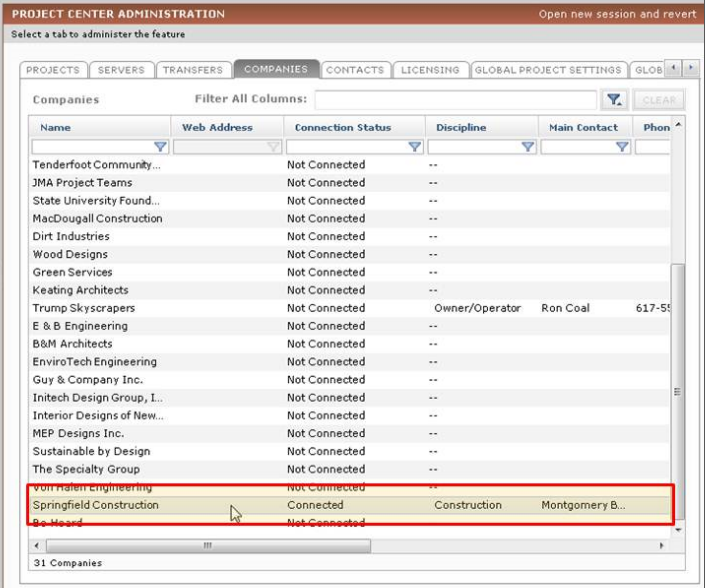 PROJECT CENTER ADMINISTRATION Open new session and revert
Select a tab to administer the feature
PROJECTS SERVERS TRANSFERS COMPANIES CONTACTS LICENSING GLOBAL PROJECT SETTINGS GLOB
Companies Filter All Columns: CLEAR
Name Web Address Connection Status Discipline Main Contact Phon
Tenderfoot Community... Not Connected --
JMA Project Teams Not Connected --
State University Found... Not Connected --
MacDougall Construction Not Connected --
Dirt Industries Not Connected --
Wood Designs Not Connected --
Green Services Not Connected --
Keating Architects Not Connected --
Trump Skyscrapers Not Connected Owner/Operator Ron Coal 617-55
E & B Engineering Not Connected --
B&M Architects Not Connected --
EnviroTech Engineering Not Connected --
Guy & Company Inc. Not Connected --
Initech Design Group, I... Not Connected --
Interior Designs of New... Not Connected --
MEP Designs Inc. Not Connected --
Sustainable by Design Not Connected --
The Specialty Group Not Connected --
Von Halen Engineering Not Connected --
Springfield Construction Connected Construction Montgomery B...
Be Heard Not Connected --
31 Companies